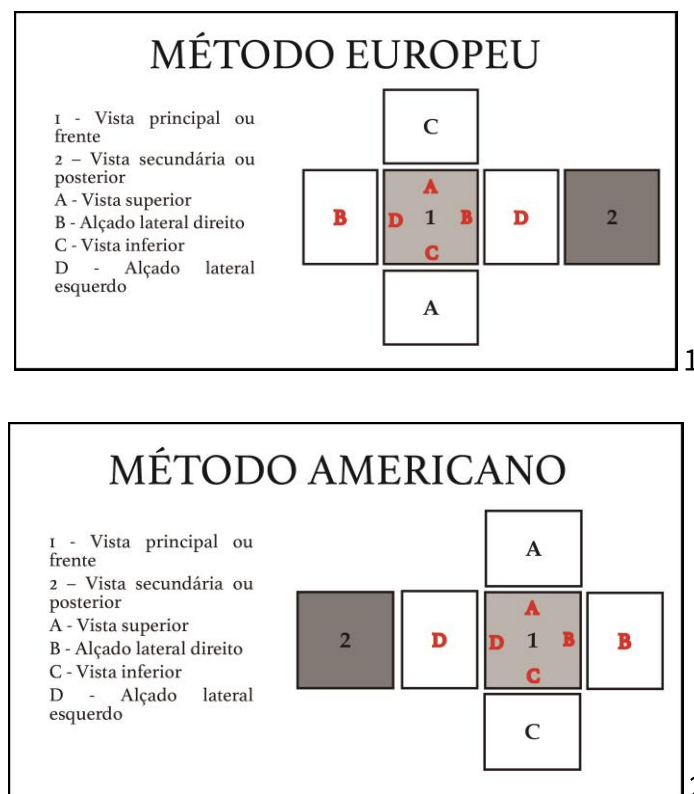 MÉTODO EUROPEU
1 - Vista principal ou
frente
2 – Vista secundária ou
posterior
A - Vista superior
B - Alçado lateral direito
C - Vista inferior
D - Alçado lateral
esquerdo
C
B
A
D 1 B
C
D
2
A
1
MÉTODO AMERICANO
1 - Vista principal ou
frente
2 – Vista secundária ou
posterior
A - Vista superior
B - Alçado lateral direito
C - Vista inferior
D - Alçado lateral
esquerdo
A
2
D
A
D 1 B
C
B
C